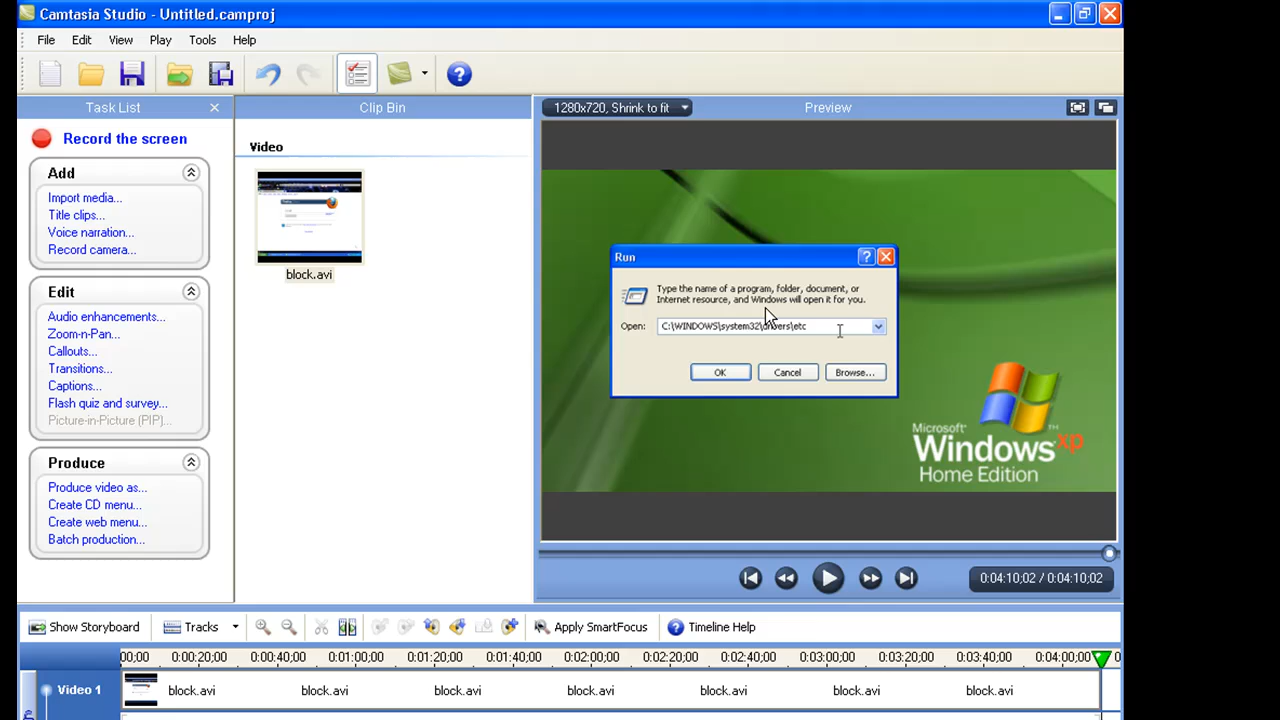 Camtasia Studio - Untitled.camproj
File Edit View Play Tools Help
Task List
Clip Bin
1280x720, Shrink to fit
Preview
Record the screen
Add
Import media...
Title clips...
Voice narration...
Record camera...
Edit
Audio enhancements...
Zoom-n-Pan...
Callouts...
Transitions...
Captions...
Flash quiz and survey...
Picture-in-Picture (PIP)...
Produce
Produce video as...
Create CD menu...
Create web menu...
Batch production...
Video
block.avi
Run
Type the name of a program, folder, document, or
Internet resource, and Windows will open it for you.
Open: C:\WINDOWS\system32\drivers\etc
OK Cancel Browse...
Microsoft
Windows xp
Home Edition
0:04:10;02 / 0:04:10;02
Show Storyboard Tracks Apply SmartFocus Timeline Help
00;00 0:00:20;00 0:00:40;00 0:01:00;00 0:01:20;00 0:01:40;00 0:02:00;00 0:02:20;00 0:02:40;00 0:03:00;00 0:03:20;00 0:03:40;00 0:04:00;00 0
Video 1 block.avi block.avi block.avi block.avi block.avi block.avi block.avi